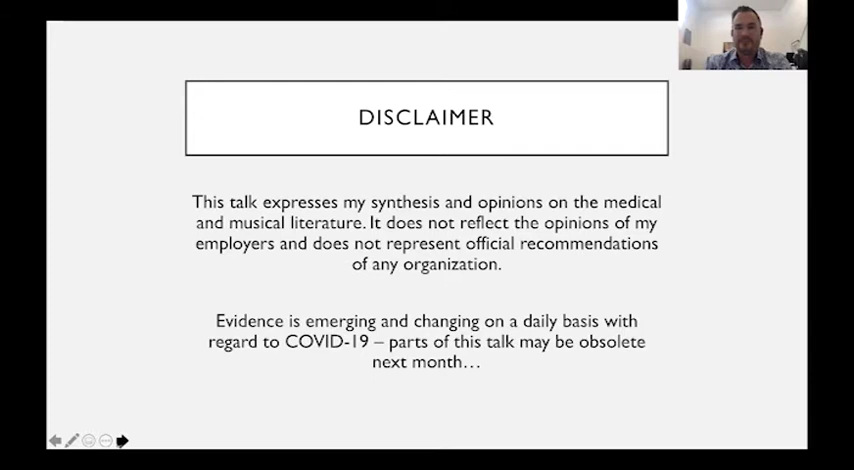 DISCLAIMER
This talk expresses my synthesis and opinions on the medical
and musical literature. It does not reflect the opinions of my
employers and does not represent official recommendations
of any organization.
Evidence is emerging and changing on a daily basis with
regard to COVID-19 – parts of this talk may be obsolete
next month…